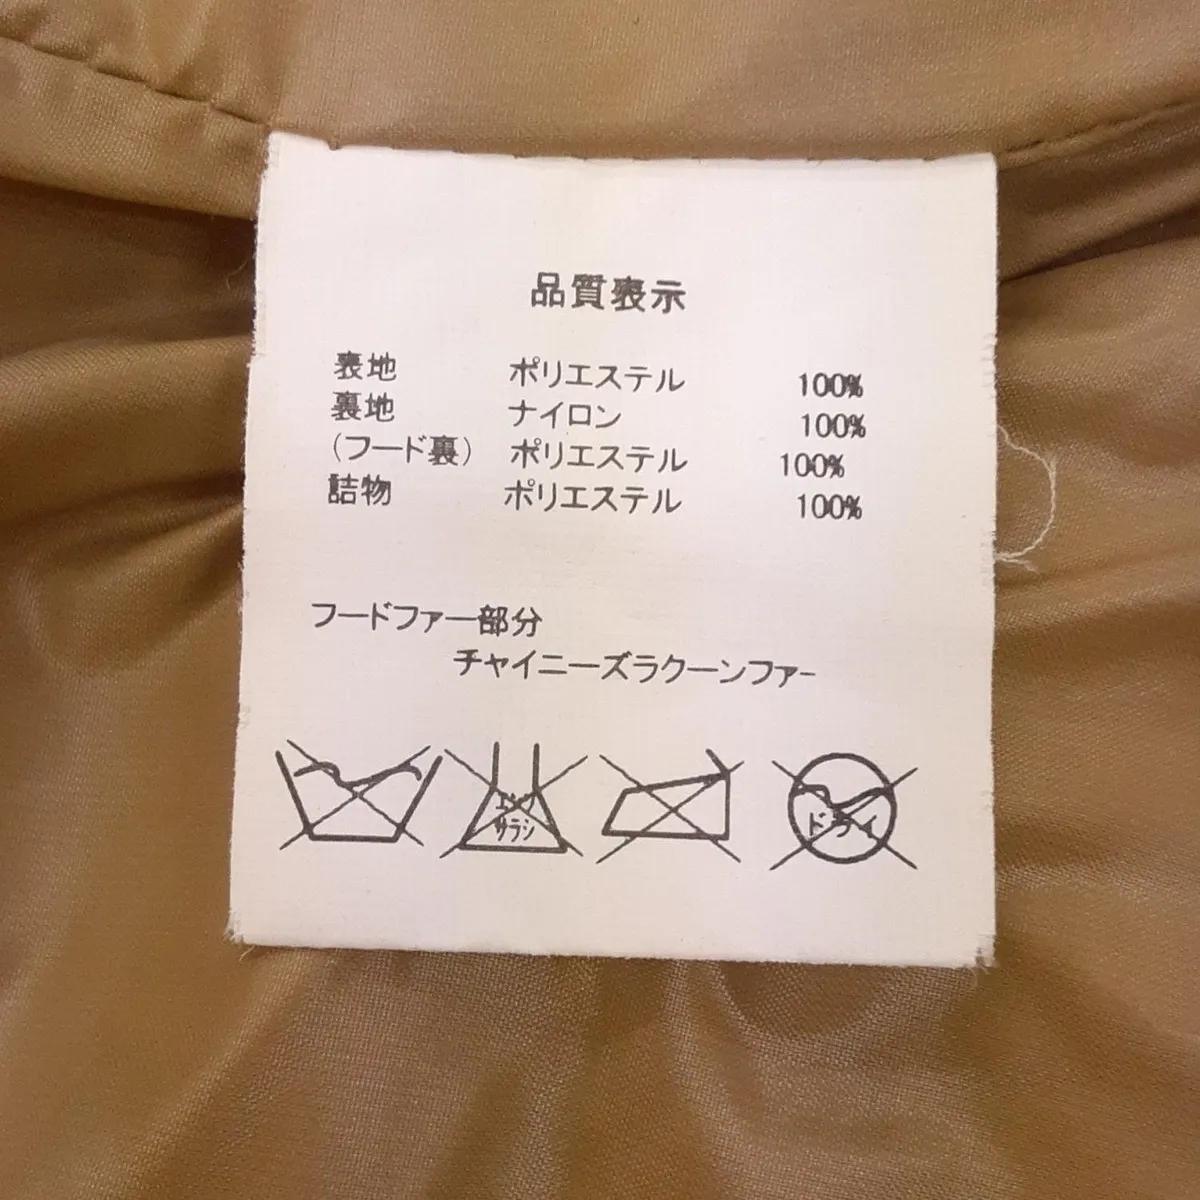 品質表示
表地 ポリエステル 100%
裏地 ナイロン 100%
(フード裏) ポリエステル 100%
詰物 ポリエステル 100%
フードファー部分
チャイニーズラクーンファー
エンソ
サラシ
ドライ